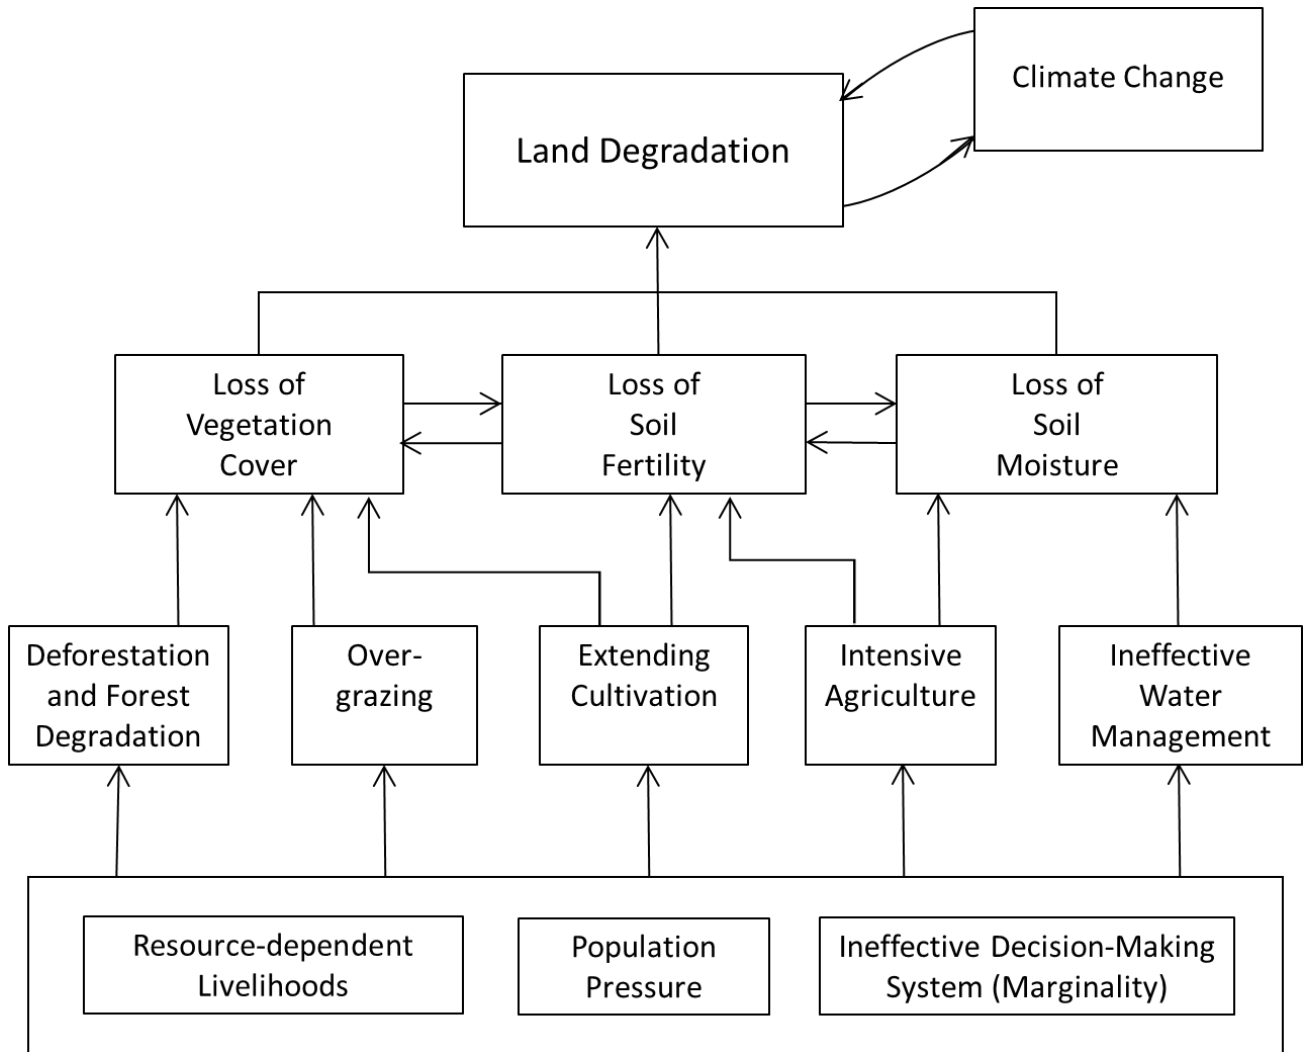 Climate Change
Land Degradation
Loss of
Vegetation
Cover
Loss of
Soil
Fertility
Loss of
Soil
Moisture
Deforestation
and Forest
Degradation
Over-
grazing
Extending
Cultivation
Intensive
Agriculture
Ineffective
Water
Management
Resource-dependent
Livelihoods
Population
Pressure
Ineffective Decision-Making
System (Marginality)